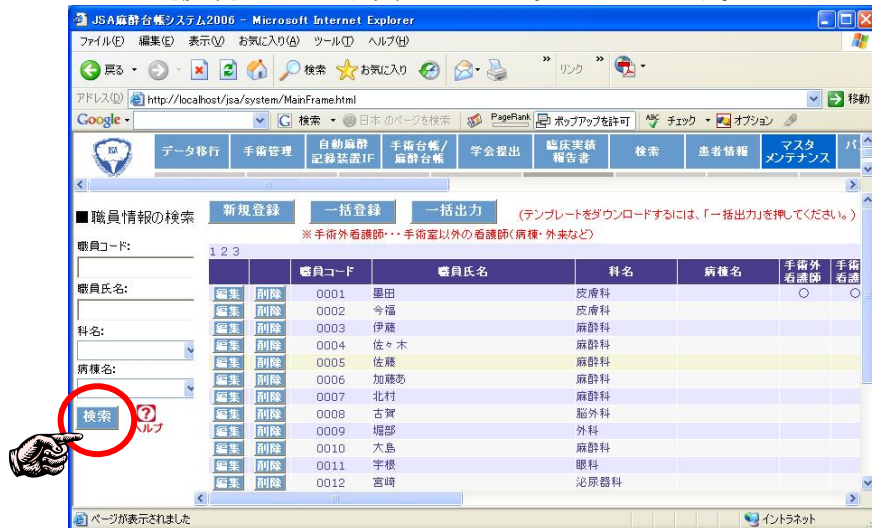 JSA麻酔台帳システム2006 - Microsoft Internet Explorer
ファイル(F) 編集(E) 表示(V) お気に入り(A) ツール(T) ヘルプ(H)
戻る 検索 お気に入り » リンク »
アドレス(D) http://localhost/jsa/system/MainFrame.html 移動
Google 検索 日本 のページを検索 PageRank ポップアップを許可 ABC チェック オプション
JSA データ移行 手術管理 自動麻酔記録装置IF 手術台帳/麻酔台帳 学会提出 臨床実績報告書 検索 患者情報 マスタメンテナンス
■職員情報の検索 新規登録 一括登録 一括出力 (テンプレートをダウンロードするには、「一括出力」を押してください。)
※手術外看護師・・・手術室以外の看護師(病棟・外来など)
職員コード:
職員氏名:
科名:
病棟名:
検索 ? ヘルプ
1 2 3
職員コード 職員氏名 科名 病棟名 手術外看護師 手術看護
編集 削除 0001 墨田 皮膚科 ○ ○
編集 削除 0002 今福 皮膚科
編集 削除 0003 伊藤 麻酔科
編集 削除 0004 佐々木 麻酔科
編集 削除 0005 佐藤 麻酔科
編集 削除 0006 加藤あ 麻酔科
編集 削除 0007 北村 麻酔科
編集 削除 0008 古賀 脳外科
編集 削除 0009 堀部 外科
編集 削除 0010 大島 麻酔科
編集 削除 0011 宇根 眼科
編集 削除 0012 宮崎 泌尿器科
ページが表示されました イントラネット